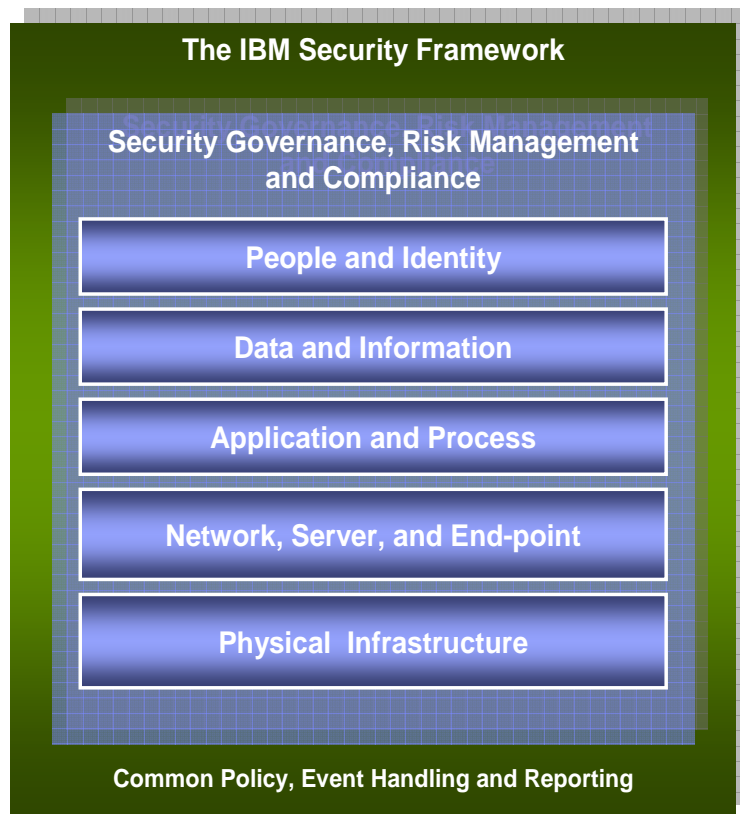 The IBM Security Framework
Security Governance, Risk Management
and Compliance
People and Identity
Data and Information
Application and Process
Network, Server, and End-point
Physical  Infrastructure
Common Policy, Event Handling and Reporting